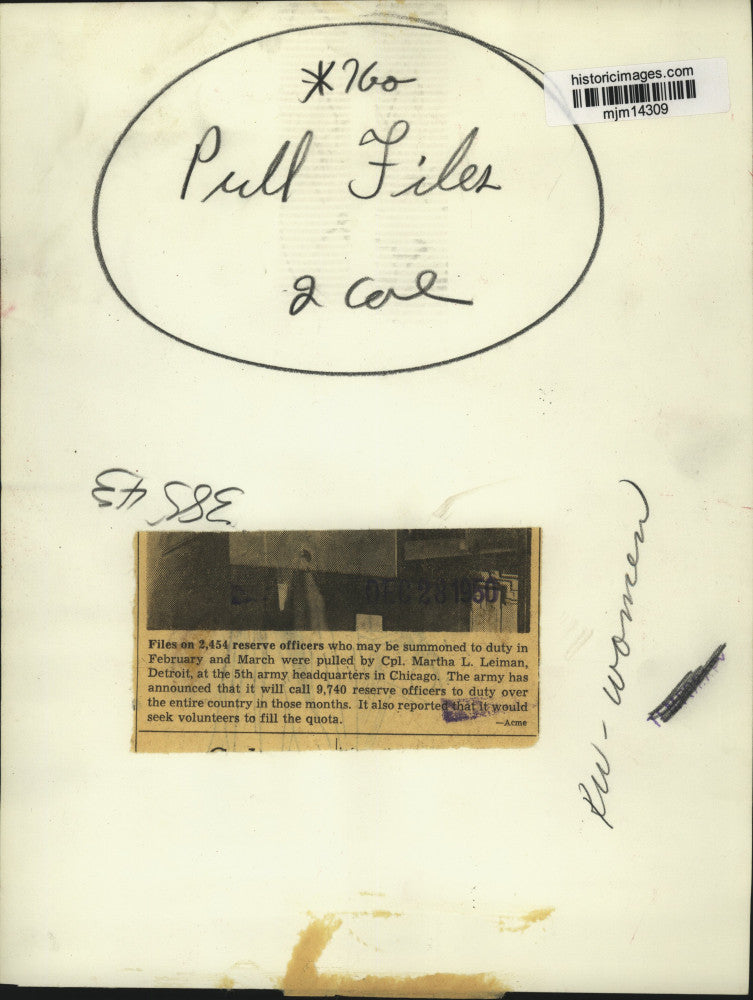 *760
historicimages.com
mjm14309
Pull Files
2 Col
385 43
DEC 28 1950
Files on 2,454 reserve officers who may be summoned to duty in
February and March were pulled by Cpl. Martha L. Leiman,
Detroit, at the 5th army headquarters in Chicago. The army has
announced that it will call 9,740 reserve officers to duty over
the entire country in those months. It also reported that it would
seek volunteers to fill the quota.
—Acme
women